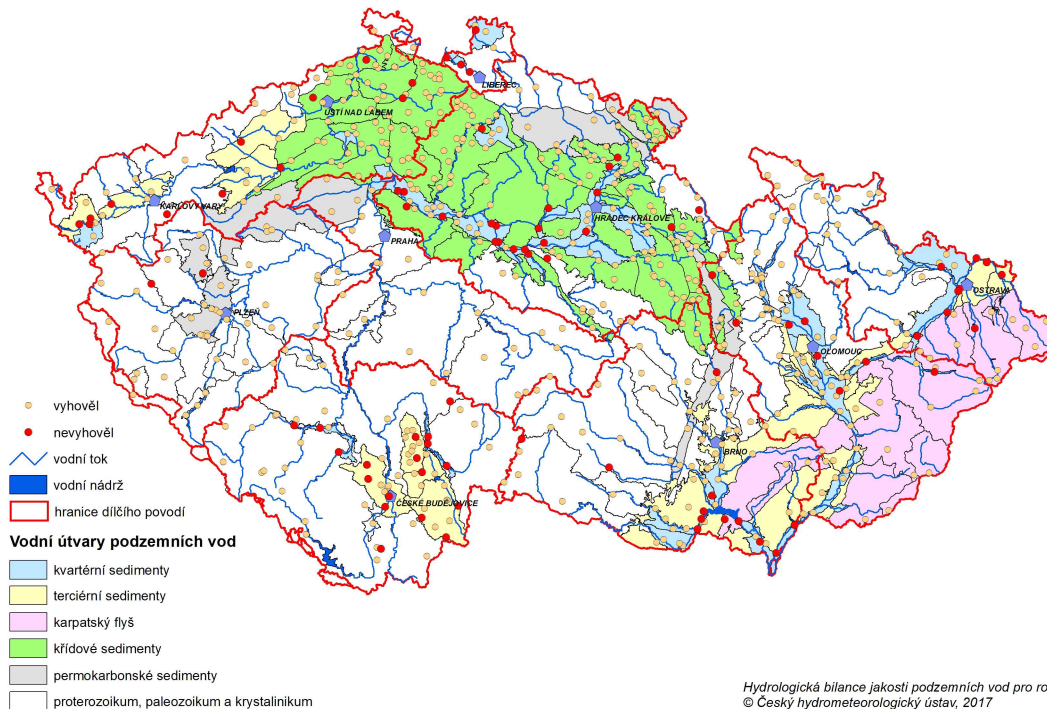 LIBEREC
ÚSTÍ NAD LABEM
KARLOVY VARY
HRADEC KRÁLOVÉ
PRAHA
OSTRAVA
PLZEŇ
OLOMOUC
BRNO
ČESKÉ BUDĚJOVICE
vyhověl
nevyhověl
vodní tok
vodní nádrž
hranice dílčího povodí
Vodní útvary podzemních vod
kvartérní sedimenty
terciérní sedimenty
karpatský flyš
křídové sedimenty
permokarbonské sedimenty
proterozoikum, paleozoikum a krystalinikum
Hydrologická bilance jakosti podzemních vod pro ro
© Český hydrometeorologický ústav, 2017